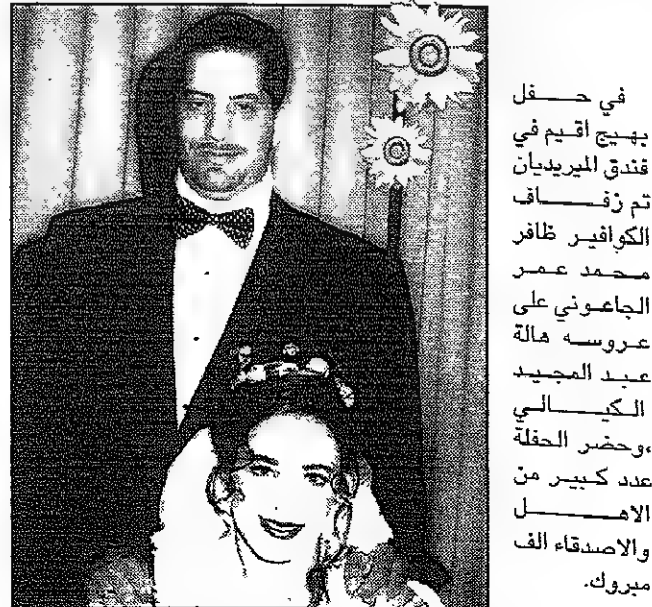 في حفل
بهيج اقيم في
فندق الميريديان
تم زفاف
الكوافير ظافر
محمد عمر
الجاعوني على
عروسه هالة
عبد المجيد
الكيالي
،وحضر الحفلة
عدد كبير من
الاهل
والاصدقاء الف
مبروك.